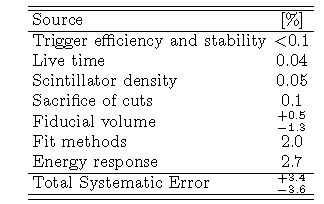 Source [%]
Trigger efficiency and stability <0.1
Live time 0.04
Scintillator density 0.05
Sacrifice of cuts 0.1
Fiducial volume +0.5 −1.3
Fit methods 2.0
Energy response 2.7
Total Systematic Error +3.4 −3.6